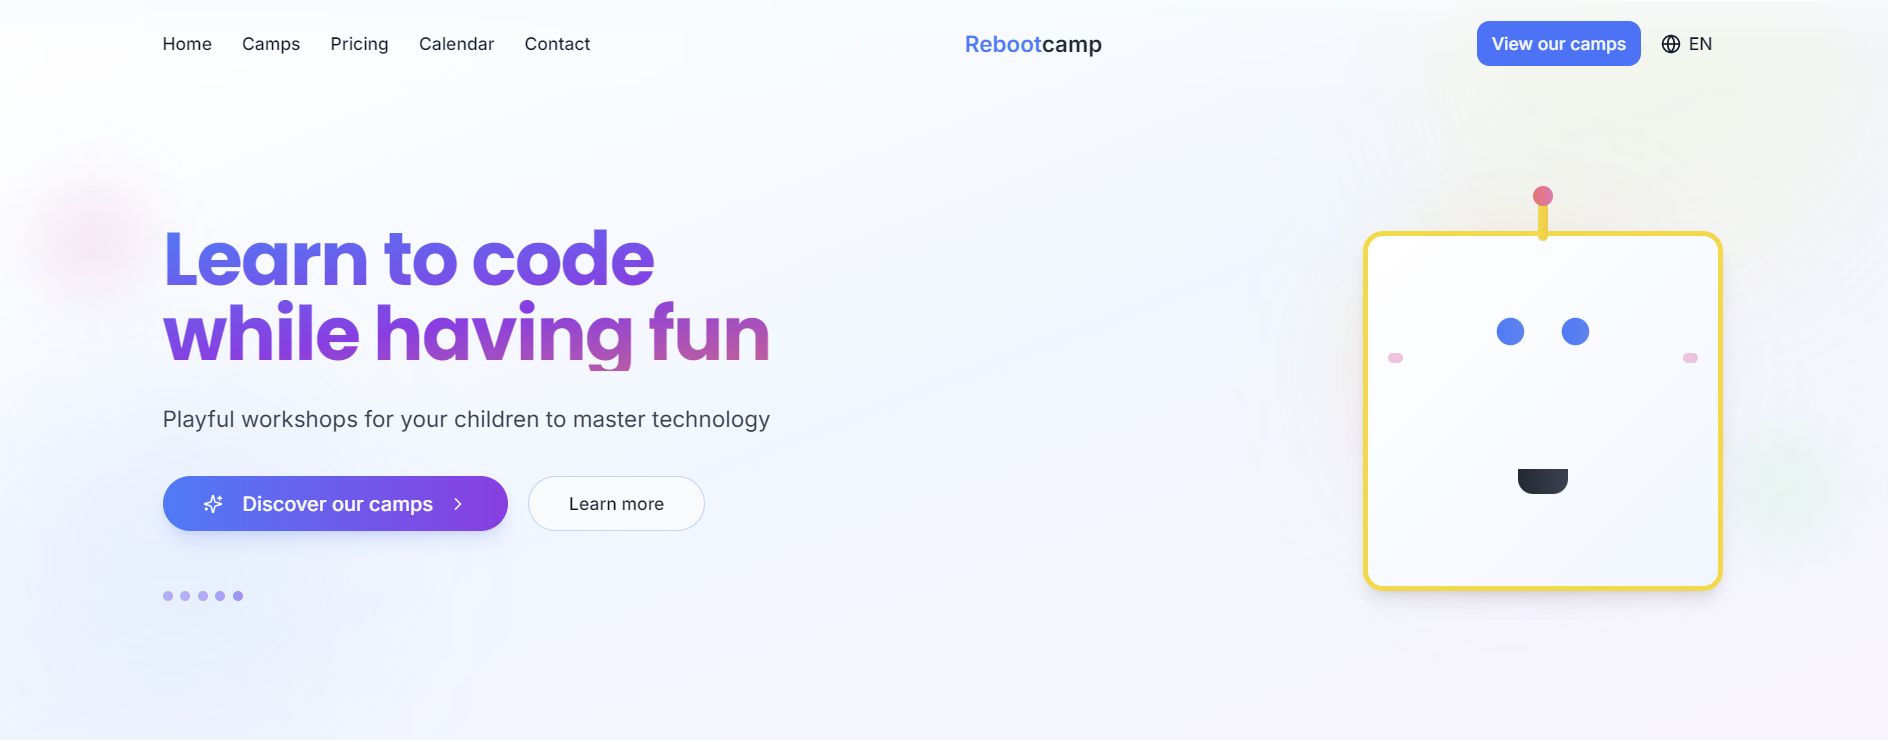 Home Camps Pricing Calendar Contact
Rebootcamp
View our camps
EN
Learn to code
while having fun
Playful workshops for your children to master technology
Discover our camps
Learn more